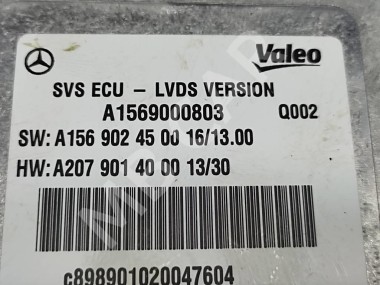 Valeo
SVS ECU - LVDS VERSION
A1569000803 Q002
SW: A156 902 45 00 16/13.00
HW: A207 901 40 00 13/30
c898901020047604